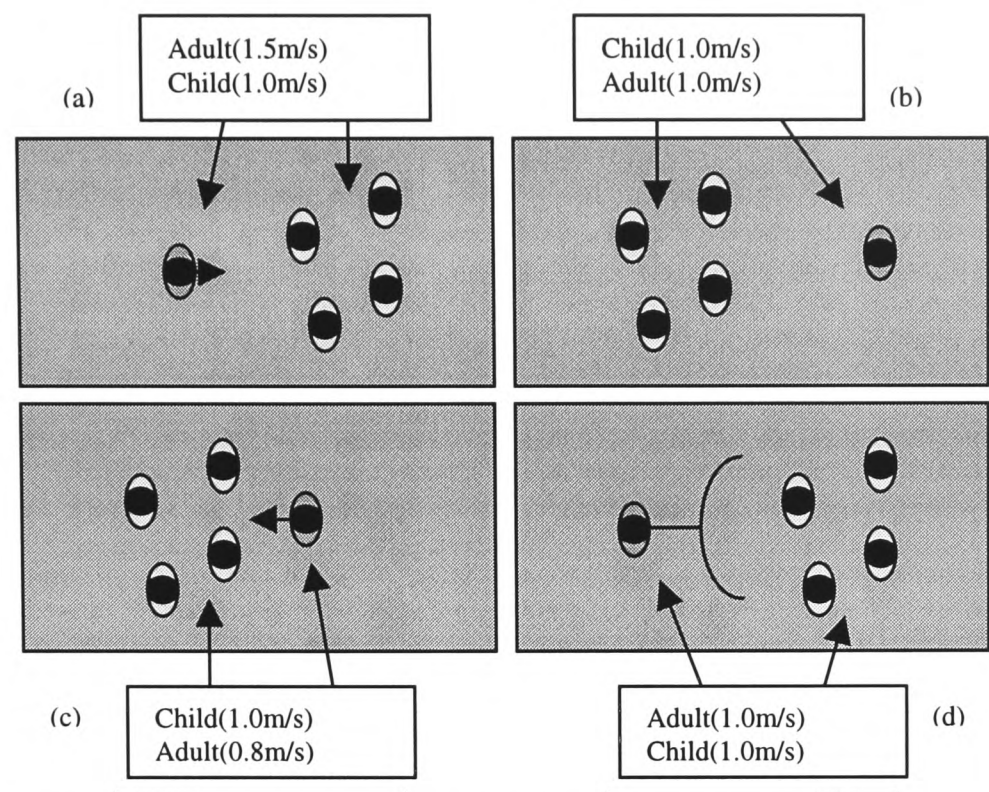 Adult(1.5m/s)
Child(1.0m/s)
(a)
Child(1.0m/s)
Adult(1.0m/s)
(b)
(c)
Child(1.0m/s)
Adult(0.8m/s)
Adult(1.0m/s)
Child(1.0m/s)
(d)